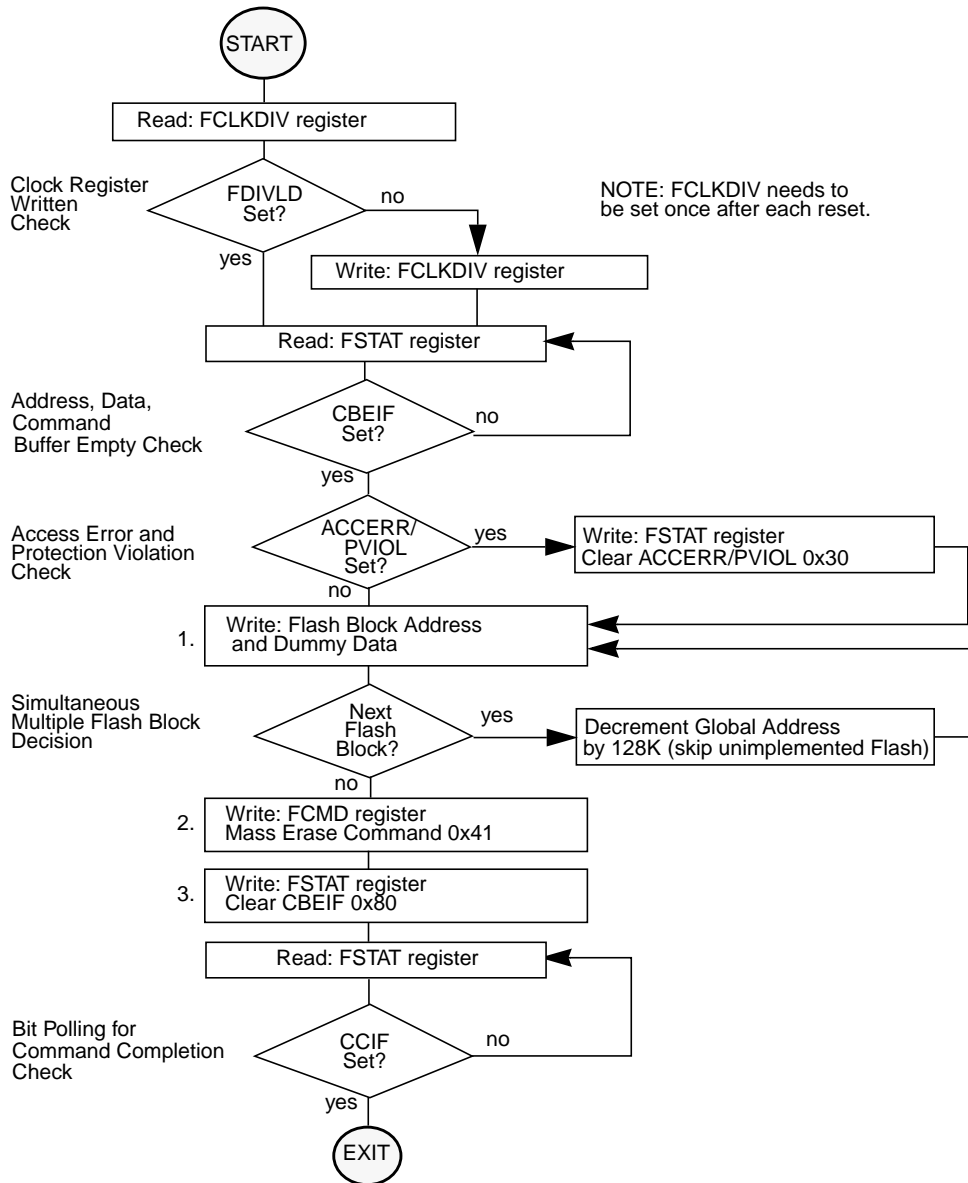 START
Read: FCLKDIV register
Clock Register
Written
Check
FDIVLD
Set?
no
yes
NOTE: FCLKDIV needs to
be set once after each reset.
Write: FCLKDIV register
Read: FSTAT register
Address, Data,
Command
Buffer Empty Check
CBEIF
Set?
no
yes
Access Error and
Protection Violation
Check
ACCERR/
PVIOL
Set?
yes
no
Write: FSTAT register
Clear ACCERR/PVIOL 0x30
1.
Write: Flash Block Address
and Dummy Data
Simultaneous
Multiple Flash Block
Decision
Next
Flash
Block?
yes
no
Decrement Global Address
by 128K (skip unimplemented Flash)
2.
Write: FCMD register
Mass Erase Command 0x41
3.
Write: FSTAT register
Clear CBEIF 0x80
Read: FSTAT register
Bit Polling for
Command Completion
Check
CCIF
Set?
no
yes
EXIT